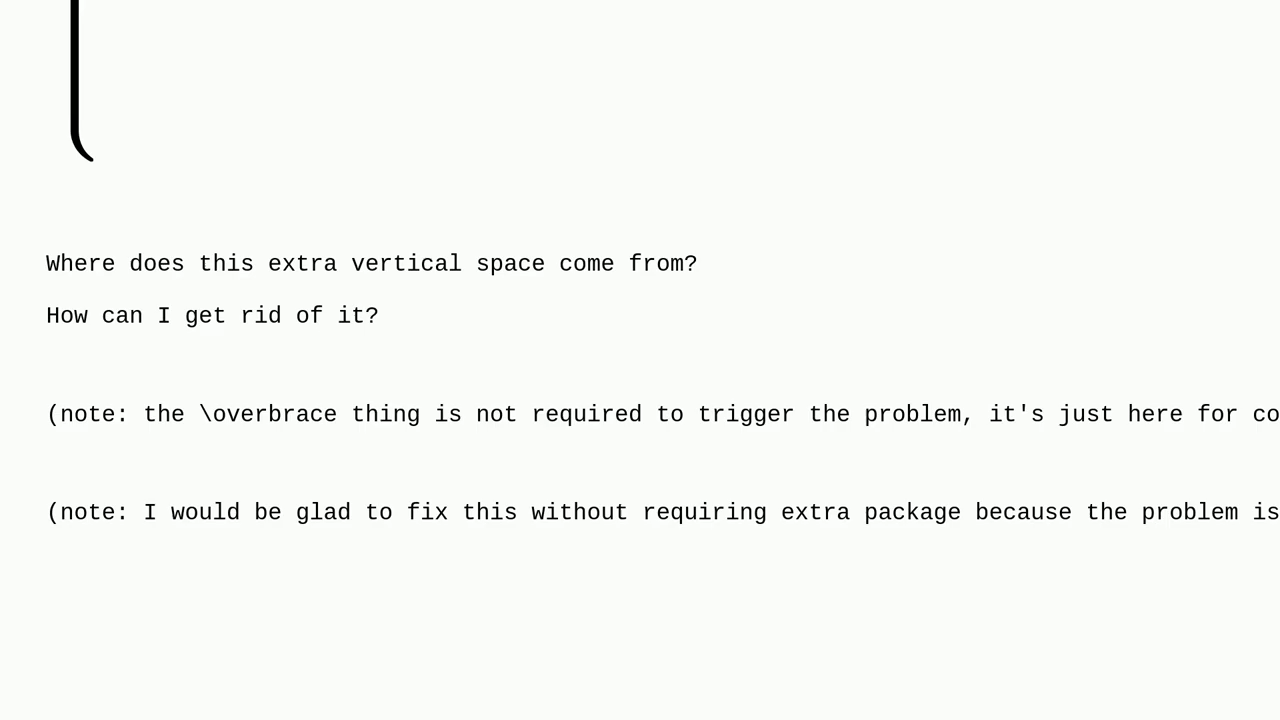 Where does this extra vertical space come from?
How can I get rid of it?
(note: the \overbrace thing is not required to trigger the problem, it's just here for
(note: I would be glad to fix this without requiring extra package because the problem is